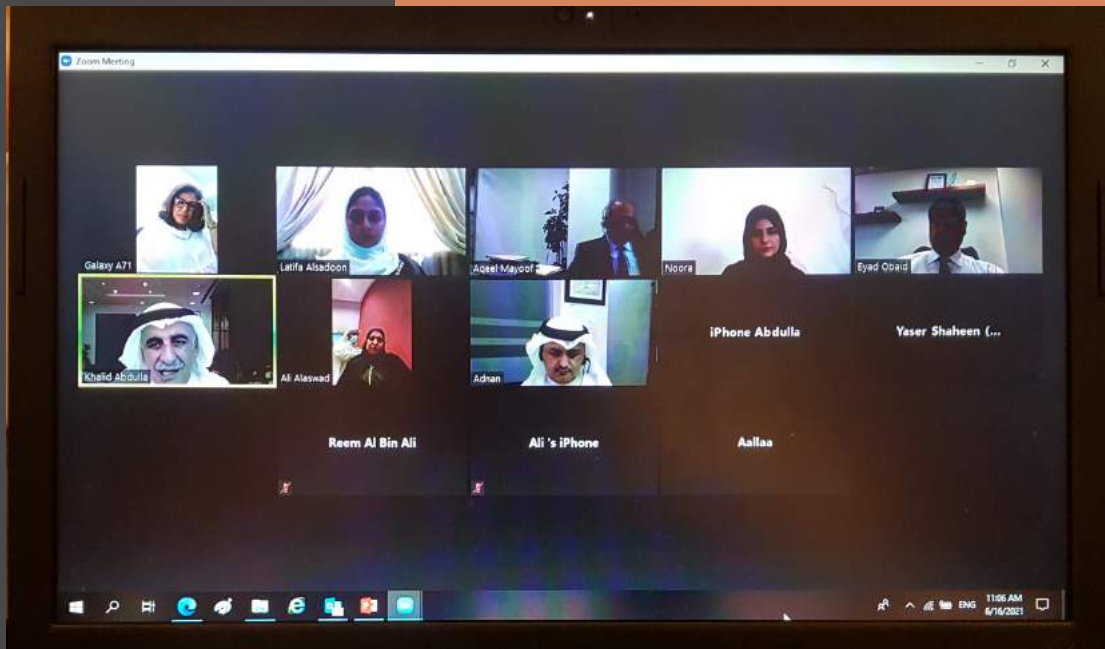 Zoom Meeting
Galaxy A71
Latifa Alsadoon
Aqeel Mayoof
Noora
Eyad Obaid
Khalid Abdulla
Ali Alaswad
Adnan
iPhone Abdulla
Yaser Shaheen (...
Reem Al Bin Ali
Ali 's iPhone
Aallaa
ENG
11:06 AM
6/16/2021